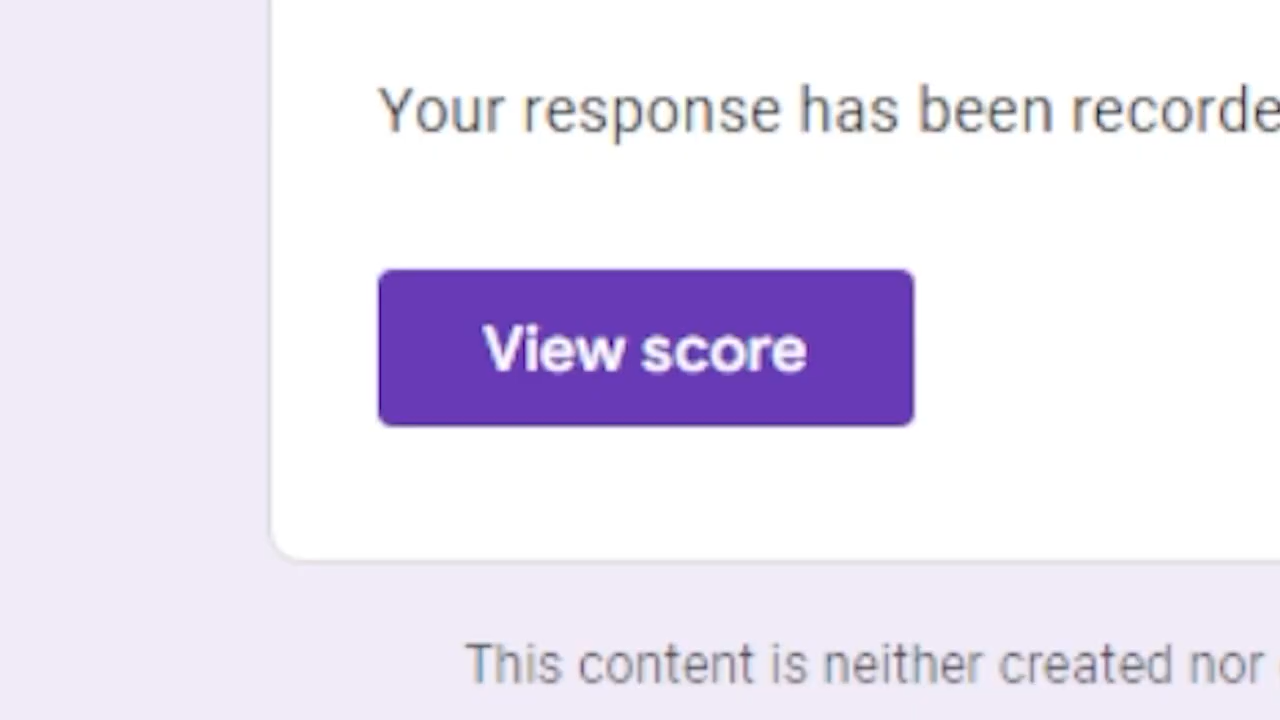 Your response has been recorde
View score
This content is neither created nor